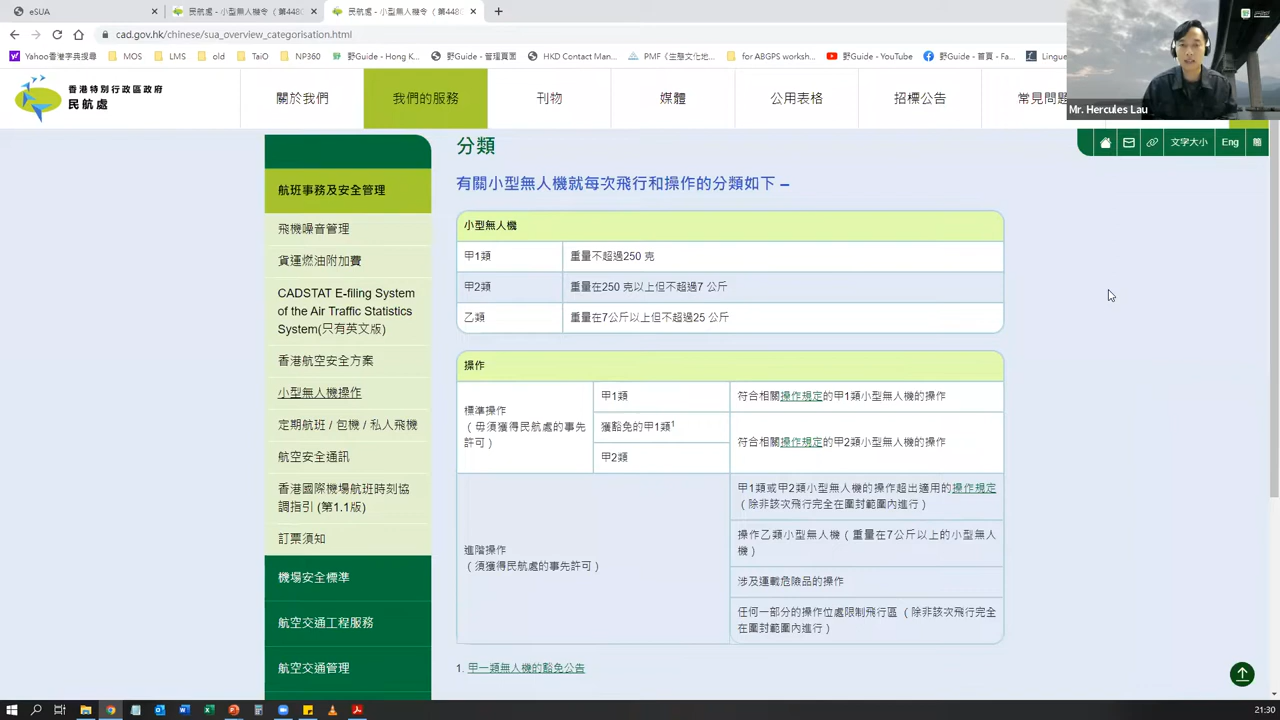 eSUA
民航處 - 小型無人機令 ( 第448G
民航處 - 小型無人機令 ( 第448G
cad.gov.hk/chinese/sua_overview_categorisation.html
Yahoo香港字典搜尋
MOS
LMS
old
TaiO
NP360
野Guide - Hong K...
野Guide - 管理頁面
HKD Contact Man...
PMF（生態文化地...
for ABGPS worksh...
野Guide - YouTube
野Guide - 首頁 - Fa...
Lingue
Mr. Hercules Lau
香港特別行政區政府
民航處
關於我們
我們的服務
刊物
媒體
公用表格
招標公告
常見問題
文字大小
Eng
簡
航班事務及安全管理
飛機噪音管理
貨運燃油附加費
CADSTAT E-filing System
of the Air Traffic Statistics
System(只有英文版)
香港航空安全方案
小型無人機操作
定期航班 / 包機 / 私人飛機
航空安全通訊
香港國際機場航班時刻協
調指引 (第1.1版)
訂票須知
機場安全標準
航空交通工程服務
航空交通管理
分類
有關小型無人機就每次飛行和操作的分類如下 –
小型無人機
甲1類
重量不超過250 克
甲2類
重量在250 克以上但不超過7 公斤
乙類
重量在7公斤以上但不超過25 公斤
操作
標準操作
（毋須獲得民航處的事先
許可）
甲1類
符合相關操作規定的甲1類小型無人機的操作
獲豁免的甲1類1
甲2類
符合相關操作規定的甲2類小型無人機的操作
進階操作
（須獲得民航處的事先許可）
甲1類或甲2類小型無人機的操作超出適用的操作規定
（除非該次飛行完全在圍封範圍內進行）
操作乙類小型無人機（重量在7公斤以上的小型無人
機）
涉及運載危險品的操作
任何一部分的操作位處限制飛行區 （除非該次飛行完全
在圍封範圍內進行）
1. 甲一類無人機的豁免公告
21:30